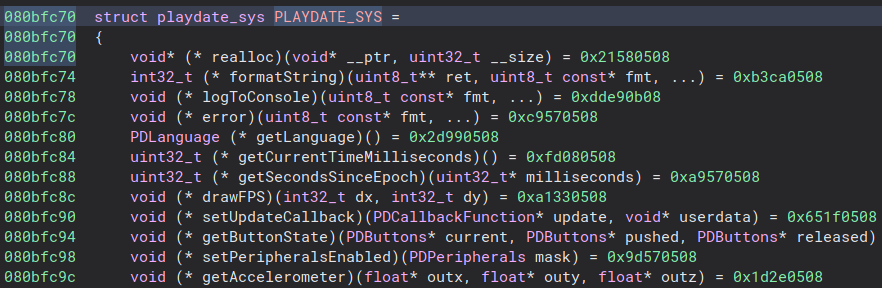 080bfc70 struct playdate_sys PLAYDATE_SYS =
080bfc70 {
080bfc70 void* (* realloc)(void* __ptr, uint32_t __size) = 0x21580508
080bfc74 int32_t (* formatString)(uint8_t** ret, uint8_t const* fmt, ...) = 0xb3ca0508
080bfc78 void (* logToConsole)(uint8_t const* fmt, ...) = 0xdde90b08
080bfc7c void (* error)(uint8_t const* fmt, ...) = 0xc9570508
080bfc80 PDLanguage (* getLanguage)() = 0x2d990508
080bfc84 uint32_t (* getCurrentTimeMilliseconds)() = 0xfd080508
080bfc88 uint32_t (* getSecondsSinceEpoch)(uint32_t* milliseconds) = 0xa9570508
080bfc8c void (* drawFPS)(int32_t dx, int32_t dy) = 0xa1330508
080bfc90 void (* setUpdateCallback)(PDCallbackFunction* update, void* userdata) = 0x651f0508
080bfc94 void (* getButtonState)(PDButtons* current, PDButtons* pushed, PDButtons* released)
080bfc98 void (* setPeripheralsEnabled)(PDPeripherals mask) = 0x9d570508
080bfc9c void (* getAccelerometer)(float* outx, float* outy, float* outz) = 0x1d2e0508